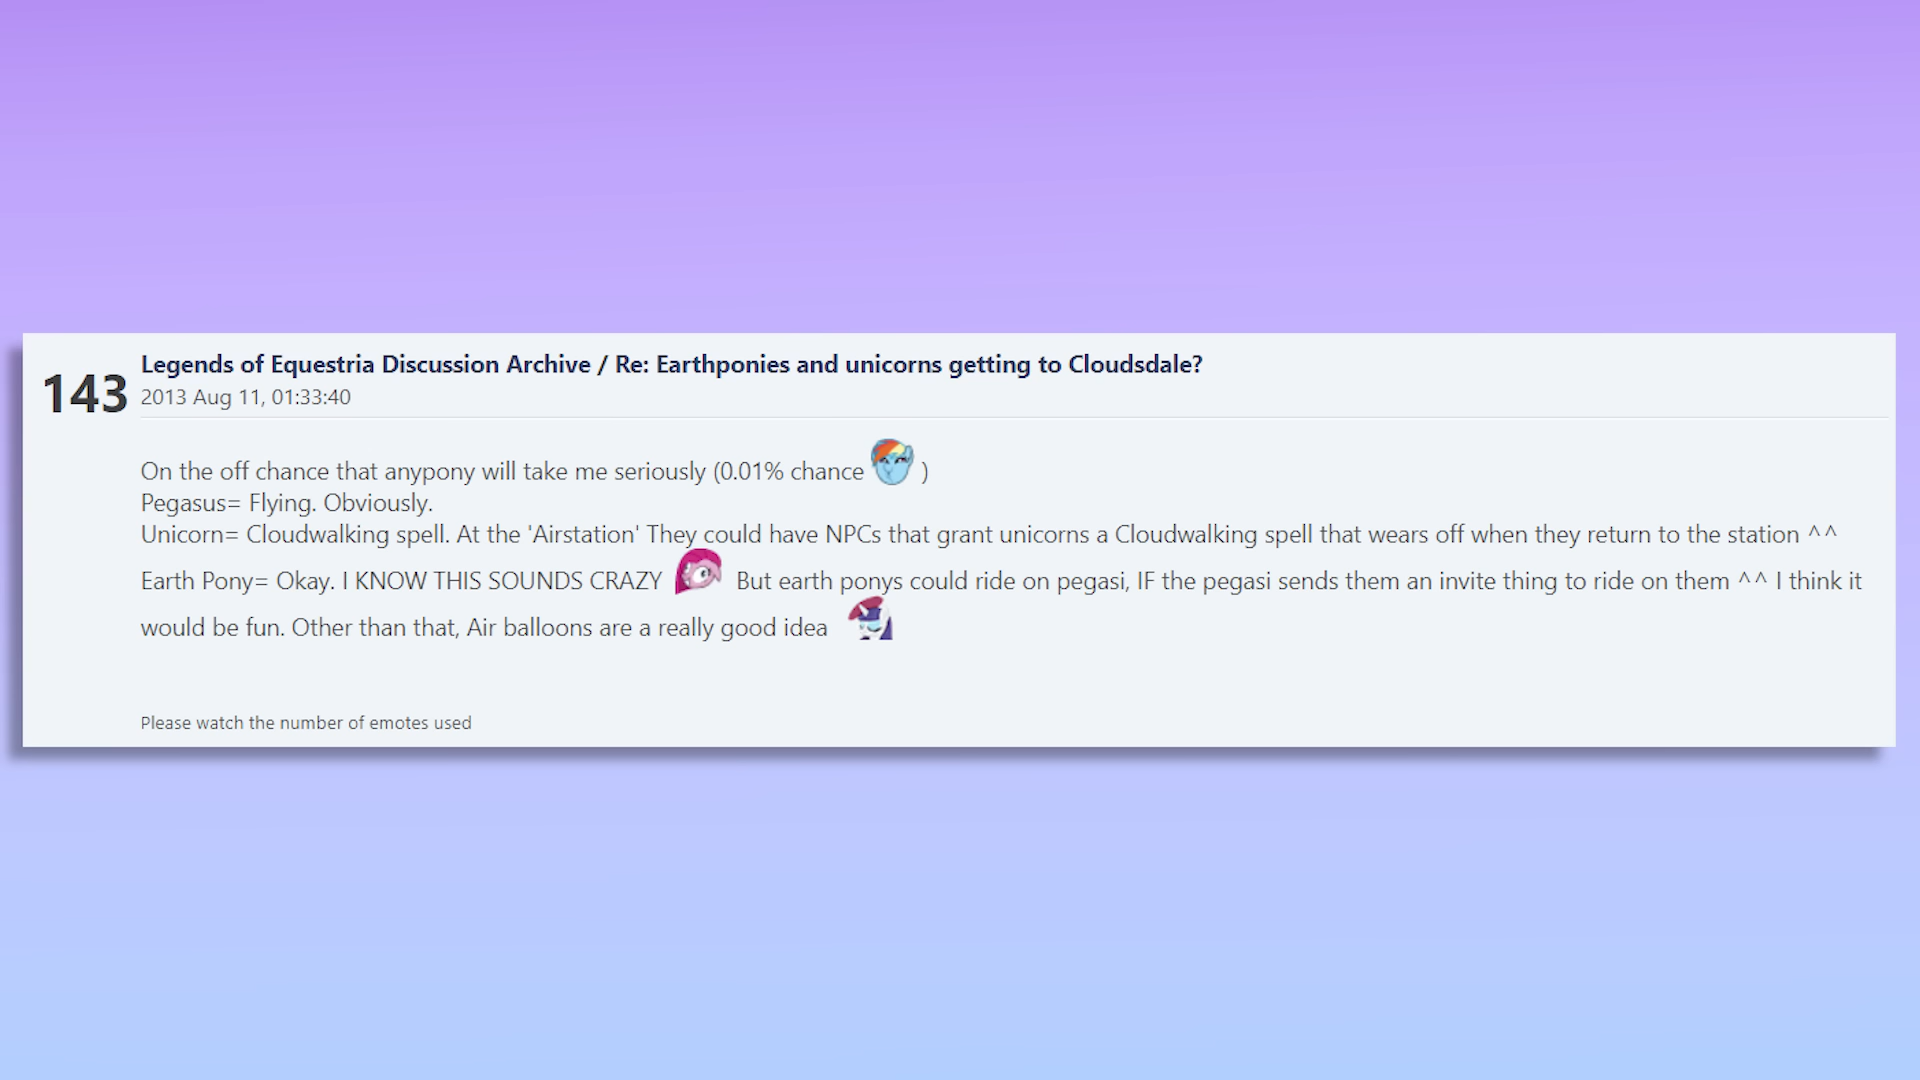 143
Legends of Equestria Discussion Archive / Re: Earthponies and unicorns getting to Cloudsdale?
2013 Aug 11, 01:33:40
On the off chance that anypony will take me seriously (0.01% chance )
Pegasus= Flying. Obviously.
Unicorn= Cloudwalking spell. At the 'Airstation' They could have NPCs that grant unicorns a Cloudwalking spell that wears off when they return to the station ^^
Earth Pony= Okay. I KNOW THIS SOUNDS CRAZY But earth ponys could ride on pegasi, IF the pegasi sends them an invite thing to ride on them ^^ I think it
would be fun. Other than that, Air balloons are a really good idea
Please watch the number of emotes used